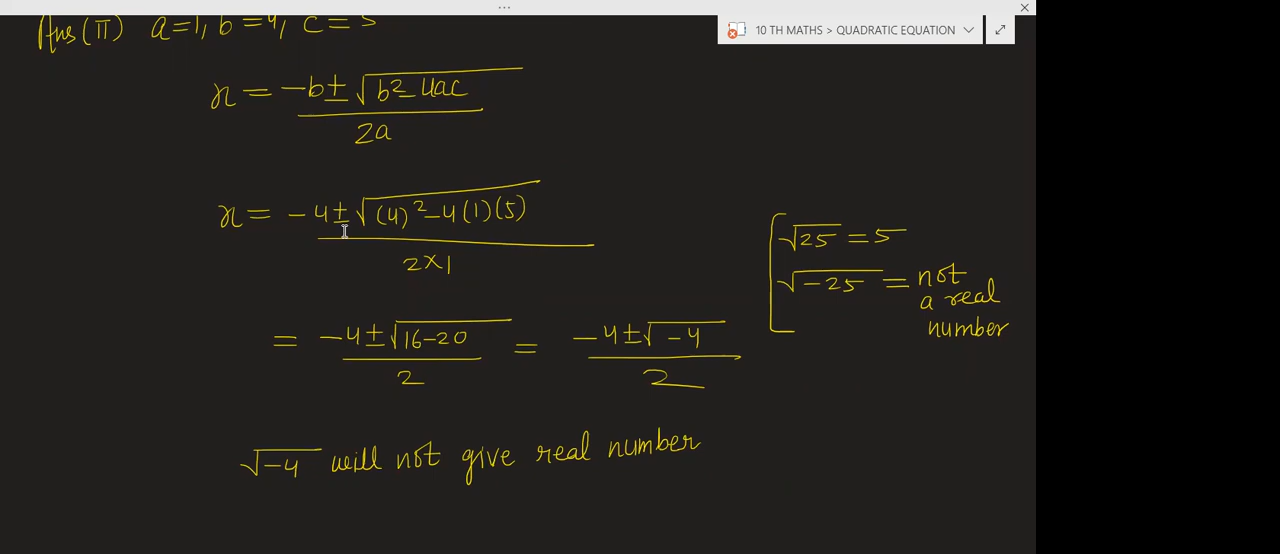 10 TH MATHS > QUADRATIC EQUATION
Ans(II) a=1, b=4, c=5
x = -b±√b²-4ac
2a
x = -4±√(4)²-4(1)(5)
2×1
= -4±√16-20 = -4±√-4
2 2
√25 = 5
√-25 = not
a real
number
√-4 will not give real number